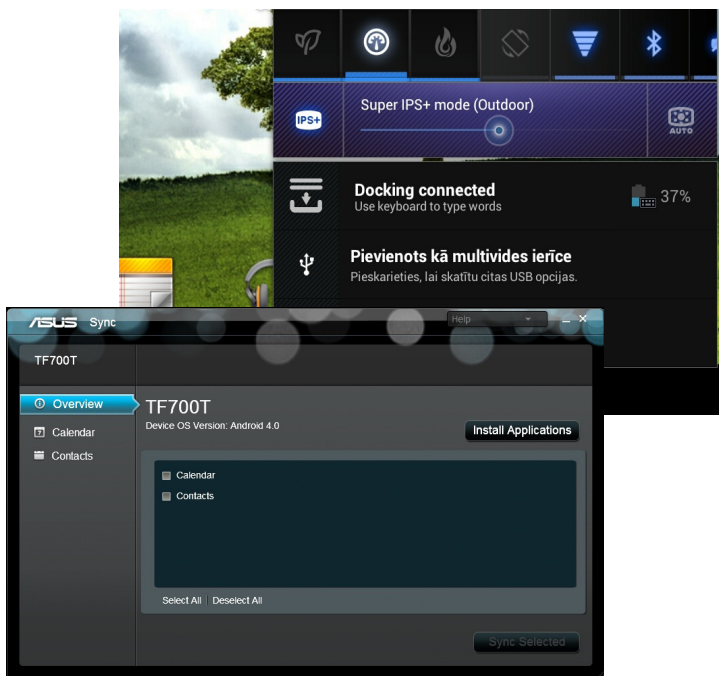 IPS+
Super IPS+ mode (Outdoor)
AUTO
Docking connected
Use keyboard to type words
37%
Pievienots kā multivides ierīce
Pieskarieties, lai skatītu citas USB opcijas.
ASUS Sync
Help
TF700T
Overview
Calendar
Contacts
TF700T
Device OS Version: Android 4.0
Install Applications
Calendar
Contacts
Select All
Deselect All
Sync Selected